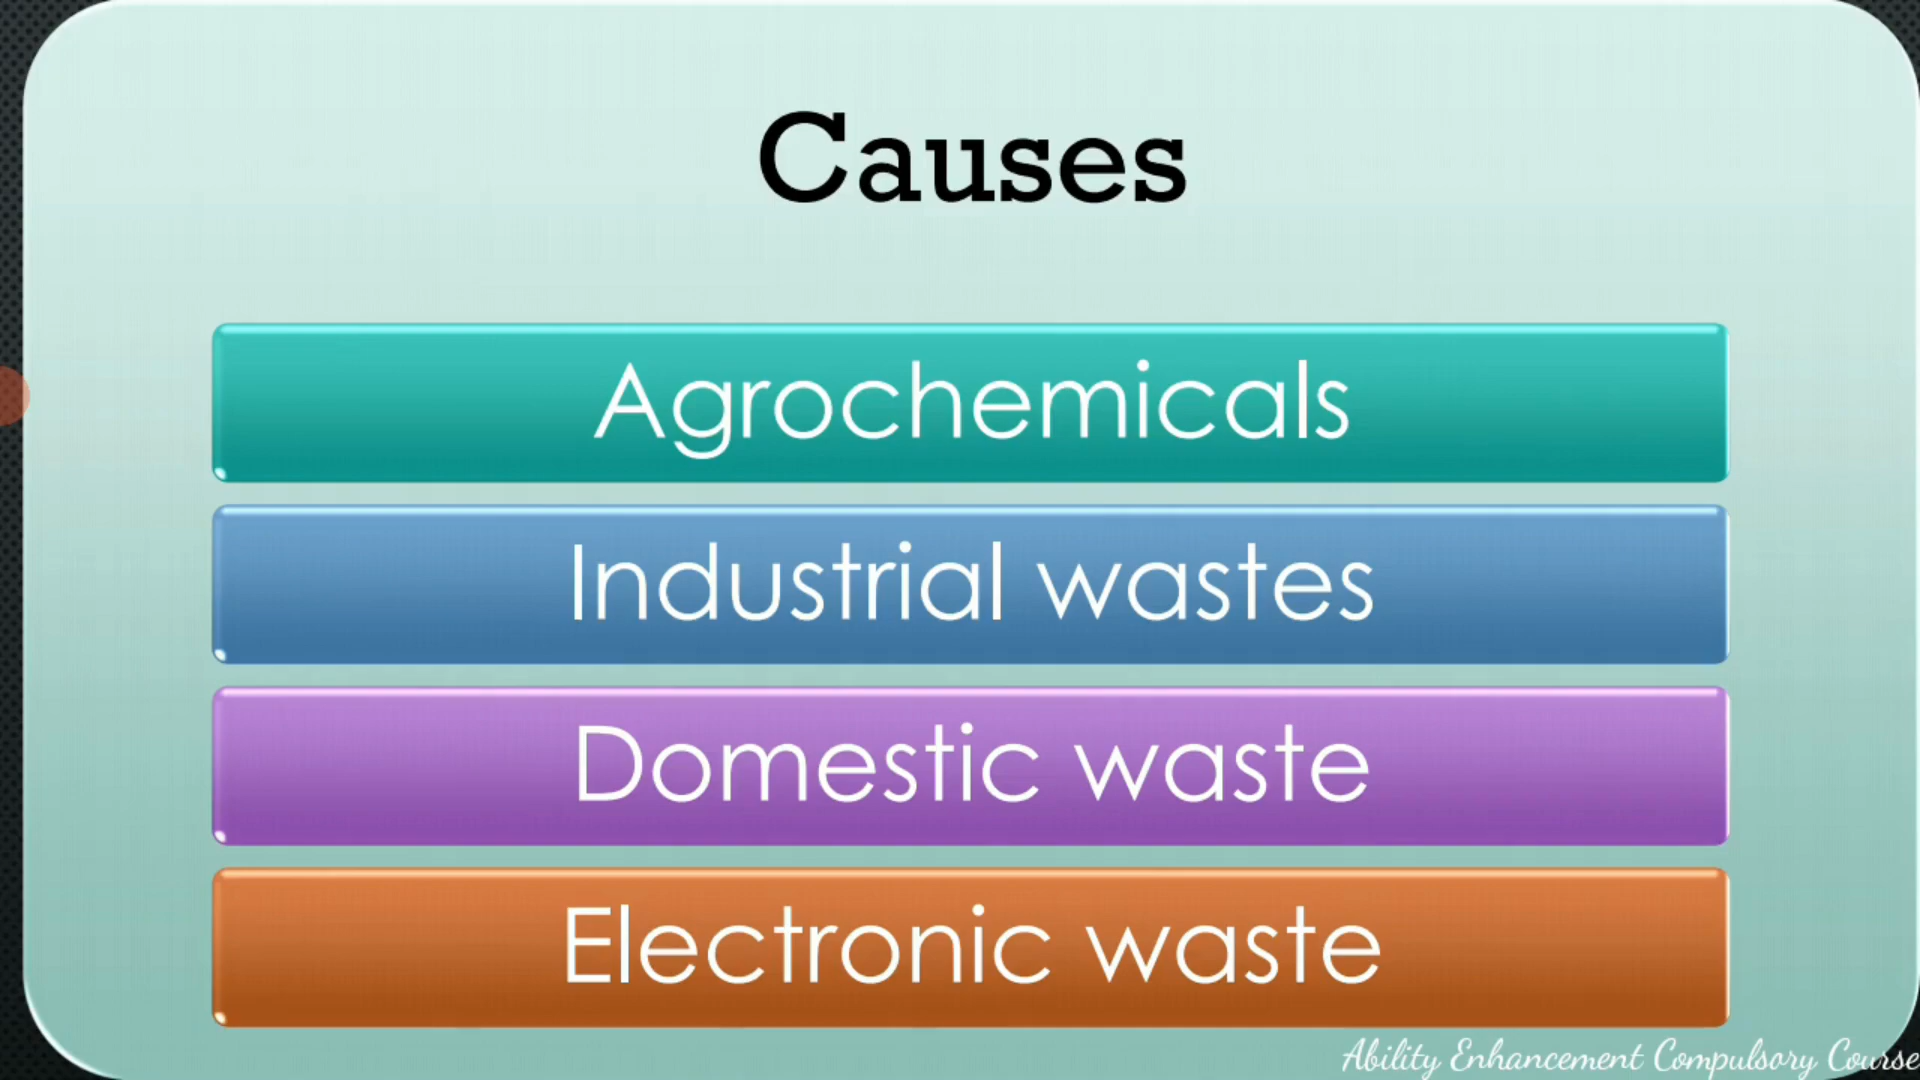 Causes
Agrochemicals
Industrial wastes
Domestic waste
Electronic waste
Ability Enhancement Compulsory Course